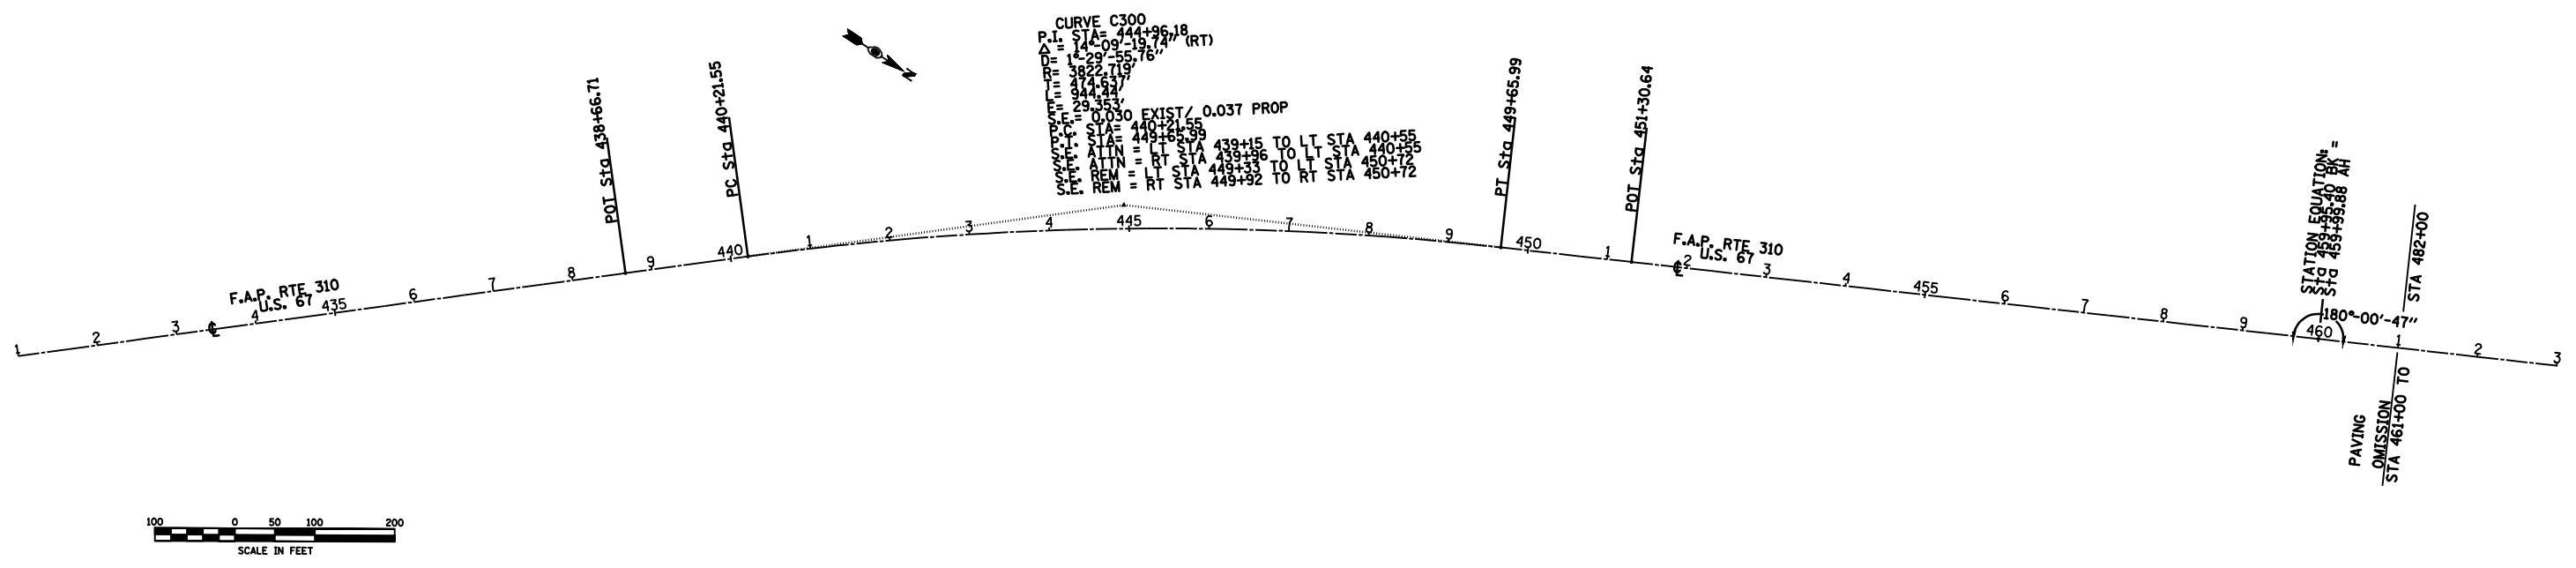 CURVE C300
P.I. STA= 444+96.18
Δ = 14°-09'-19.74" (RT)
D= 1°-29'-55.76"
R= 3822.719'
T= 474.637'
L= 944.44'
E= 29.353'
S.E.= 0.030 EXIST/ 0.037 PROP
P.C. STA= 440+21.55
P.T. STA= 449+65.99
S.E. ATTN = LT STA 439+15 TO LT STA 440+55
S.E. ATTN = RT STA 439+96 TO LT STA 440+55
S.E. REM = LT STA 449+33 TO LT STA 450+72
S.E. REM = RT STA 449+92 TO RT STA 450+72
N
POT Sta 438+66.71
PC Sta 440+21.55
PT Sta 449+65.99
POT Sta 451+30.64
STATION EQUATION:
Sta 459+95.40 BK =
Sta 459+99.88 AH
STA 482+00
F.A.P. RTE 310
U.S. 67
F.A.P. RTE 310
U.S. 67
℄
℄
1 2 3 4 435 6 7 8 9 440 1 2 3 4 445 6 7 8 9 450 1 2 3 4 455 6 7 8 9 460 1 2 3
180°-00'-47"
PAVING
OMISSION
STA 461+00 TO
100 0 50 100 200
SCALE IN FEET